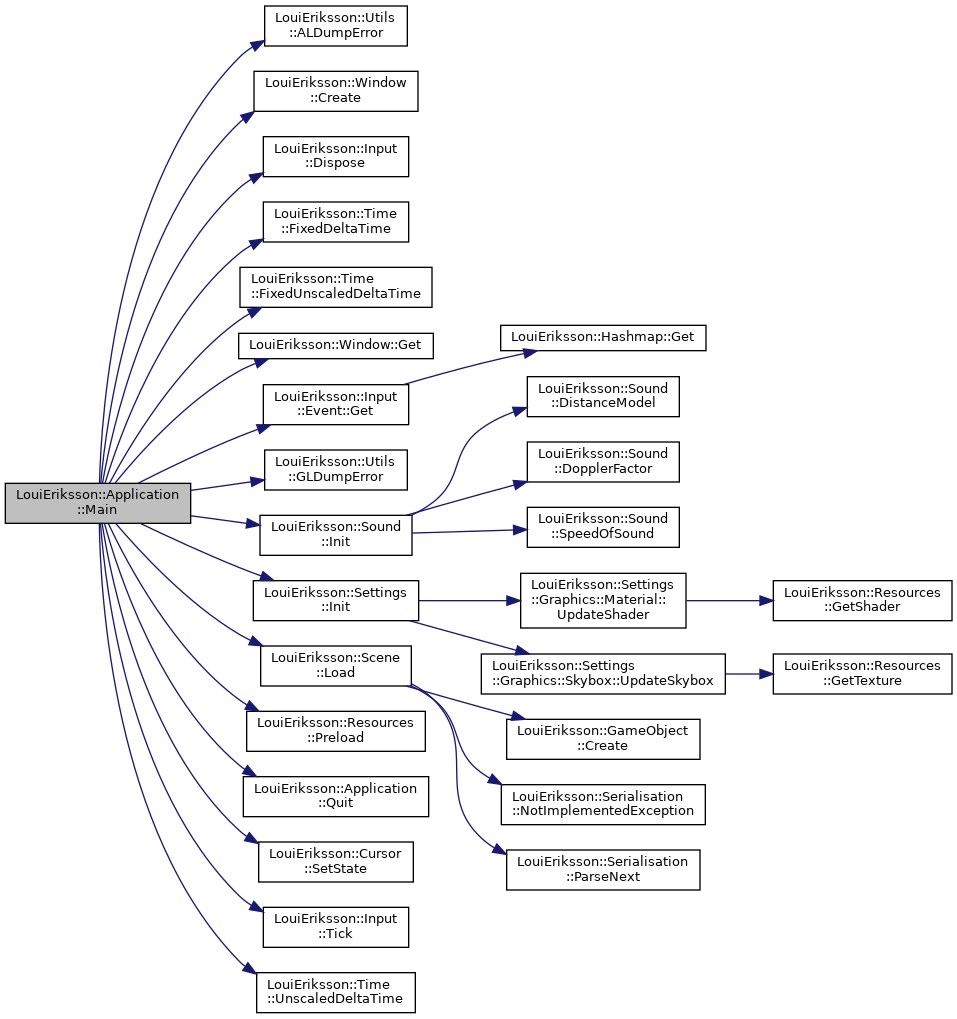 LouiEriksson::Application
::Main
LouiEriksson::Utils
::ALDumpError
LouiEriksson::Window
::Create
LouiEriksson::Input
::Dispose
LouiEriksson::Time
::FixedDeltaTime
LouiEriksson::Time
::FixedUnscaledDeltaTime
LouiEriksson::Window::Get
LouiEriksson::Input
::Event::Get
LouiEriksson::Hashmap::Get
LouiEriksson::Utils
::GLDumpError
LouiEriksson::Sound
::Init
LouiEriksson::Sound
::DistanceModel
LouiEriksson::Sound
::DopplerFactor
LouiEriksson::Sound
::SpeedOfSound
LouiEriksson::Settings
::Init
LouiEriksson::Settings
::Graphics::Material::
UpdateShader
LouiEriksson::Resources
::GetShader
LouiEriksson::Settings
::Graphics::Skybox::UpdateSkybox
LouiEriksson::Resources
::GetTexture
LouiEriksson::Scene
::Load
LouiEriksson::GameObject
::Create
LouiEriksson::Serialisation
::NotImplementedException
LouiEriksson::Serialisation
::ParseNext
LouiEriksson::Resources
::Preload
LouiEriksson::Application
::Quit
LouiEriksson::Cursor
::SetState
LouiEriksson::Input
::Tick
LouiEriksson::Time
::UnscaledDeltaTime